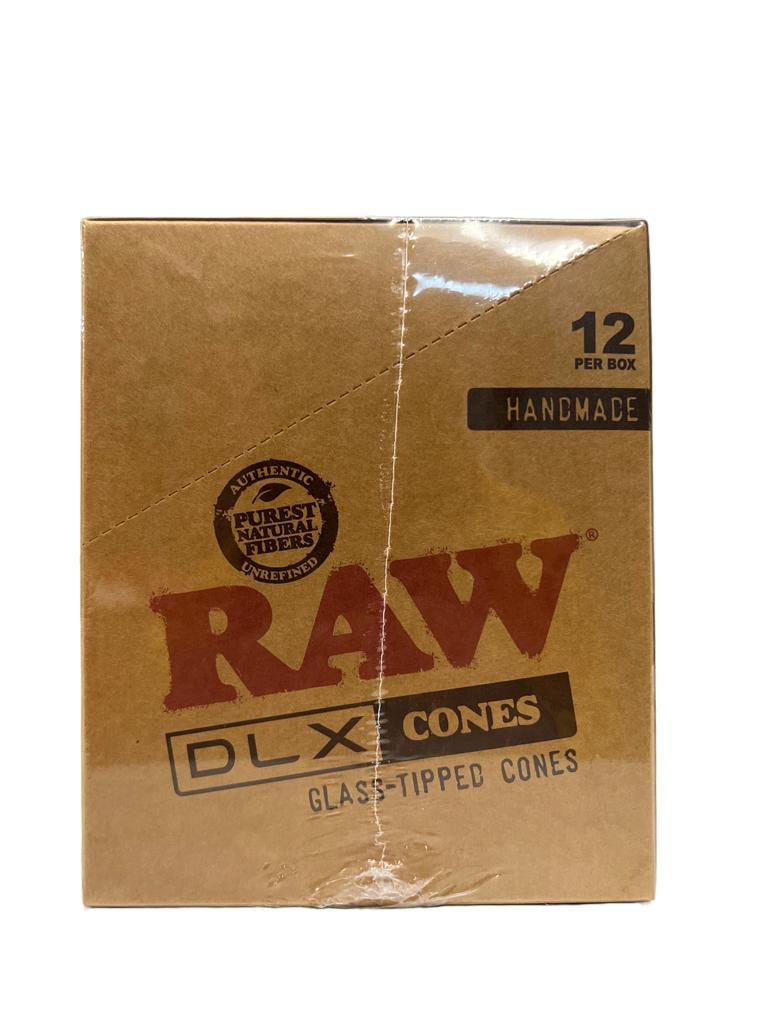 12
PER BOX
HANDMADE
AUTHENTIC
PUREST
NATURAL
FIBERS
UNREFINED
RAW®
DLX CONES
GLASS-TIPPED CONES